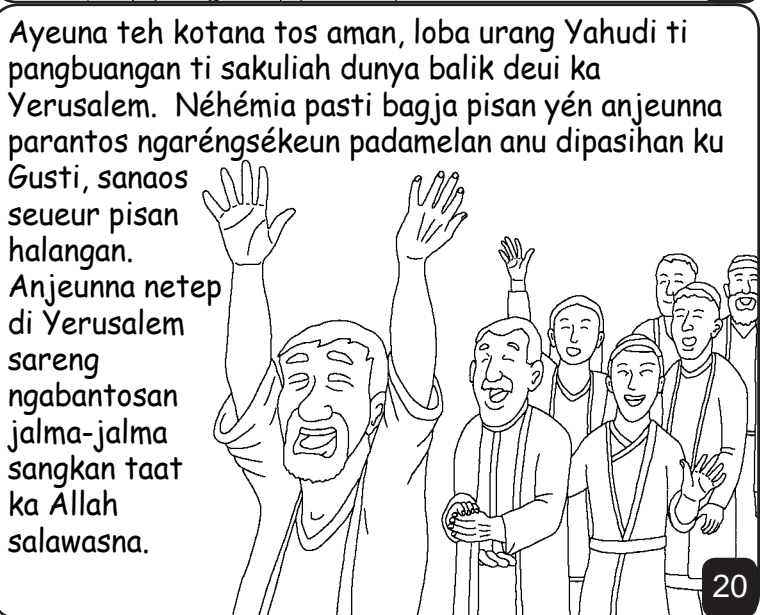 Ayeuna teh kotana tos aman, loba urang Yahudi ti
pangbuangan ti sakuliah dunya balik deui ka
Yerusalem. Néhémia pasti bagja pisan yén anjeunna
parantos ngaréngsékeun padamelan anu dipasihan ku
Gusti, sanaos
seueur pisan
halangan.
Anjeunna netep
di Yerusalem
sareng
ngabantosan
jalma-jalma
sangkan taat
ka Allah
salawasna.
20